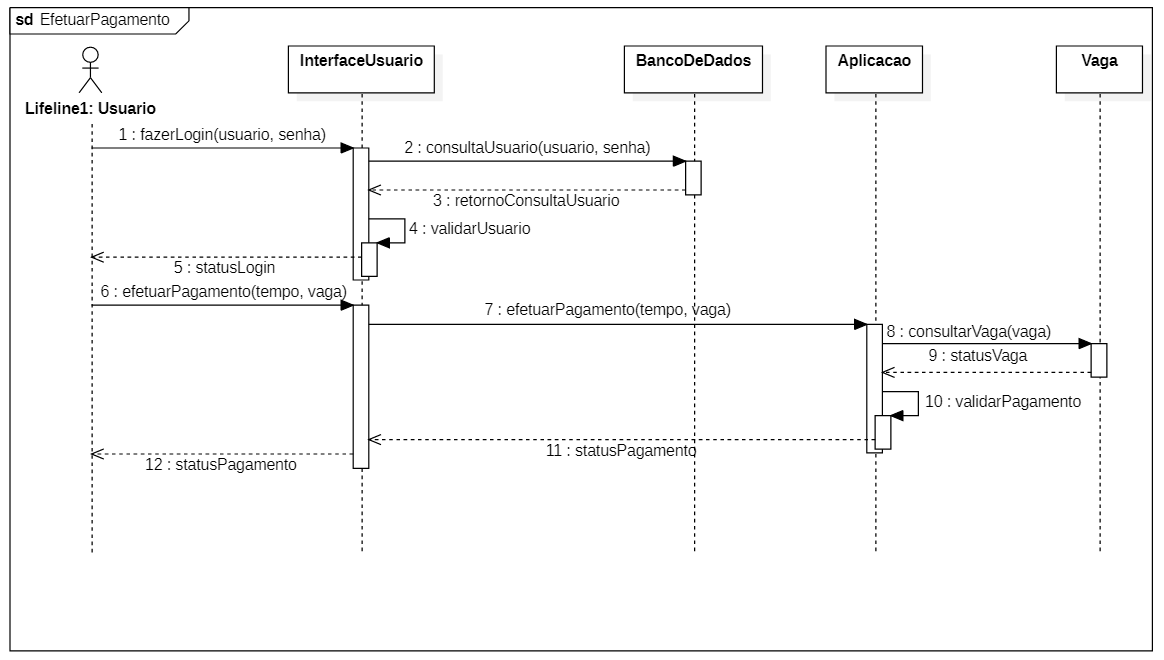 sd EfetuarPagamento
InterfaceUsuario
BancoDeDados
Aplicacao
Vaga
Lifeline1: Usuario
1 : fazerLogin(usuario, senha)
2 : consultaUsuario(usuario, senha)
3 : retornoConsultaUsuario
4 : validarUsuario
5 : statusLogin
6 : efetuarPagamento(tempo, vaga)
7 : efetuarPagamento(tempo, vaga)
8 : consultarVaga(vaga)
9 : statusVaga
10 : validarPagamento
11 : statusPagamento
12 : statusPagamento